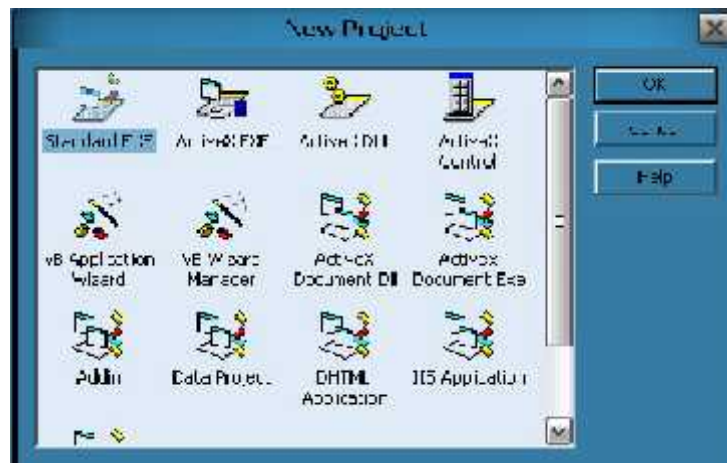 New Project
OK
Cancel
Help
Standard EXE
ActiveX EXE
ActiveX Dll
ActiveX
Control
VB Application
Wizard
VB Wizard
Manager
ActiveX
Document Dll
Activex
Document Exe
Addin
Data Project
DHTML
Application
IIS Application